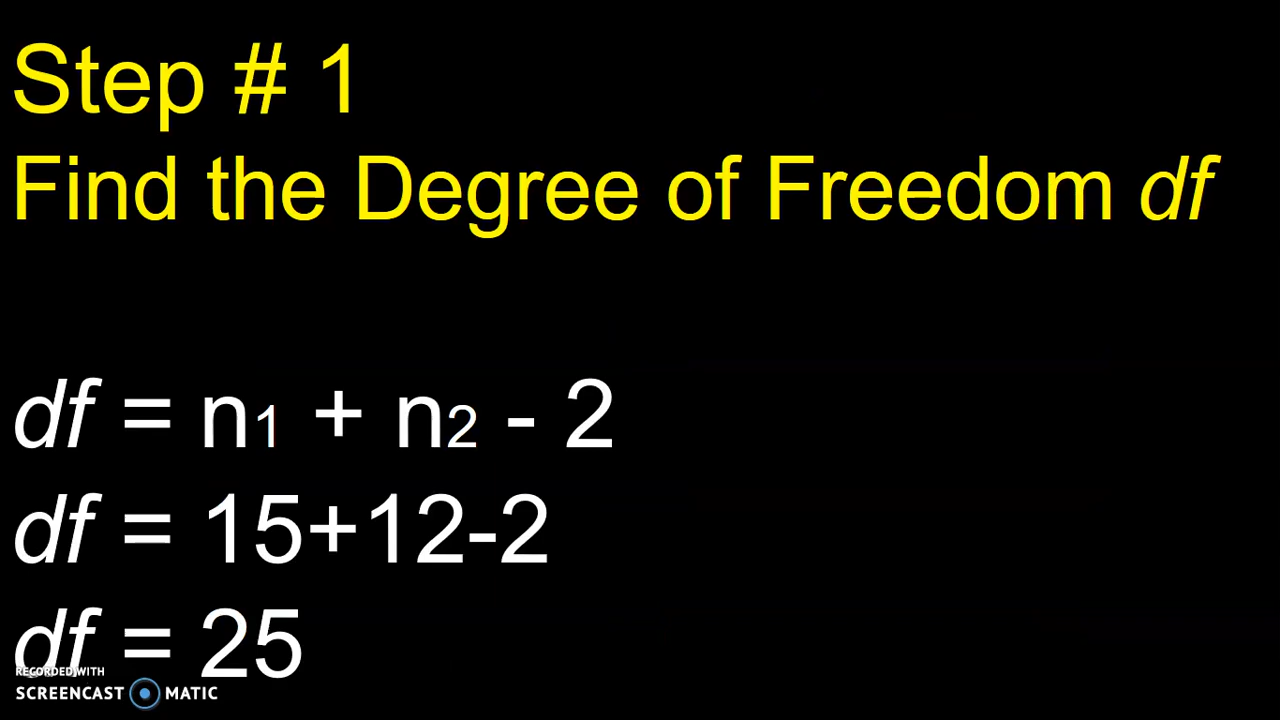 Step # 1
Find the Degree of Freedom df
df = n1 + n2 - 2
df = 15+12-2
df = 25
RECORDED WITH
SCREENCAST MATIC